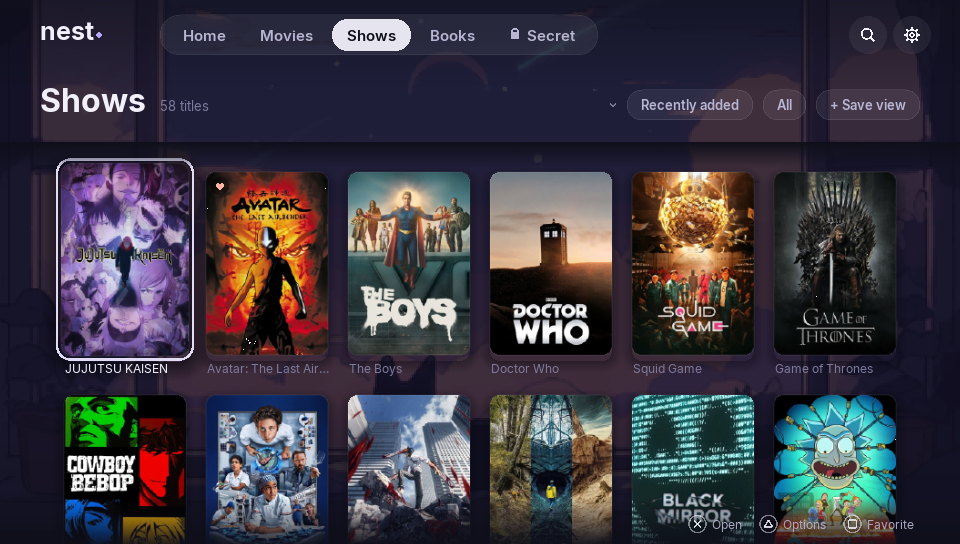 nest
Home Movies Shows Books Secret
Shows 58 titles
Recently added All + Save view
JUJUTSU KAISEN
AVATAR
THE LAST AIRBENDER
THE BOYS
DOCTOR WHO
SQUID GAME
GAME OF THRONES
JUJUTSU KAISEN
Avatar: The Last Air...
The Boys
Doctor Who
Squid Game
Game of Thrones
COWBOY BEBOP
BLACK MIRROR
Open Options Favorite